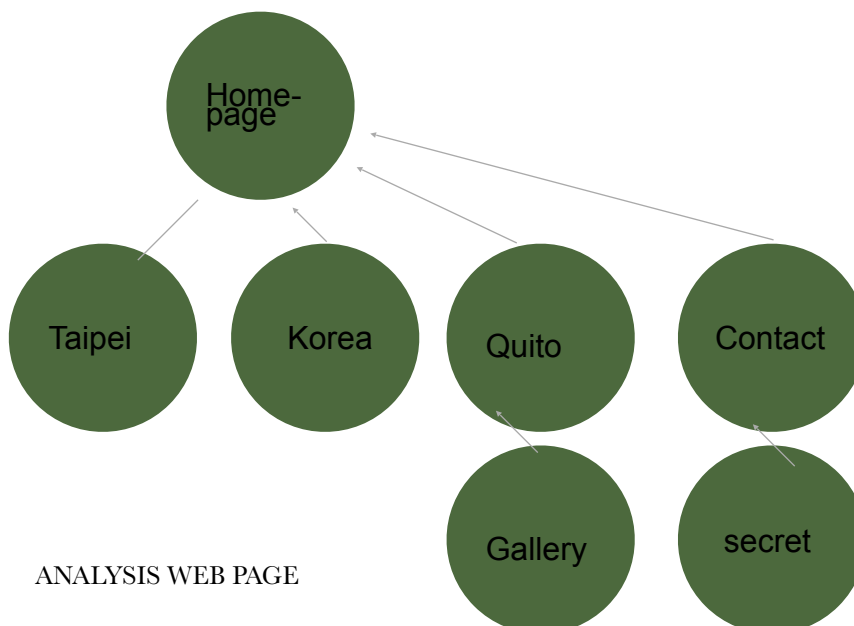 Home-
page
Taipei
Korea
Quito
Contact
Gallery
secret
ANALYSIS WEB PAGE